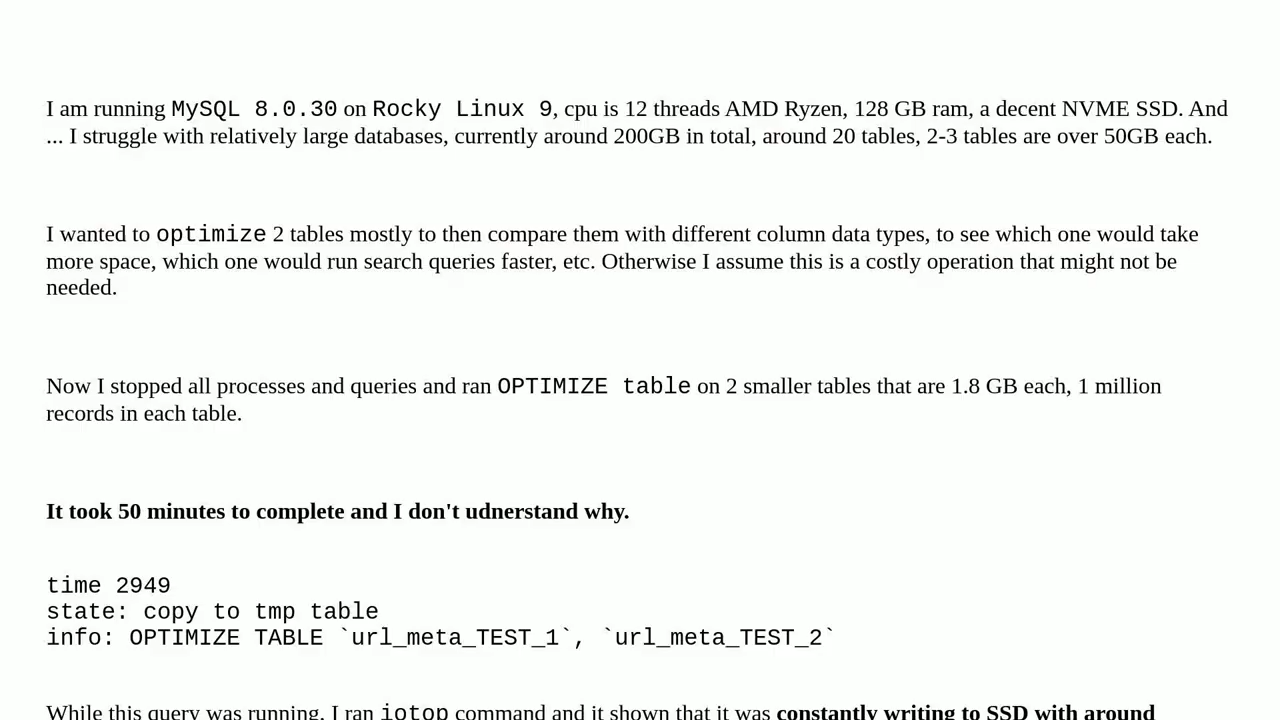 I am running MySQL 8.0.30 on Rocky Linux 9, cpu is 12 threads AMD Ryzen, 128 GB ram, a decent NVME SSD. And
... I struggle with relatively large databases, currently around 200GB in total, around 20 tables, 2-3 tables are over 50GB each.
I wanted to optimize 2 tables mostly to then compare them with different column data types, to see which one would take
more space, which one would run search queries faster, etc. Otherwise I assume this is a costly operation that might not be
needed.
Now I stopped all processes and queries and ran OPTIMIZE table on 2 smaller tables that are 1.8 GB each, 1 million
records in each table.
It took 50 minutes to complete and I don't udnerstand why.
time 2949
state: copy to tmp table
info: OPTIMIZE TABLE `url_meta_TEST_1`, `url_meta_TEST_2`
While this query was running, I ran iotop command and it shown that it was constantly writing to SSD with around